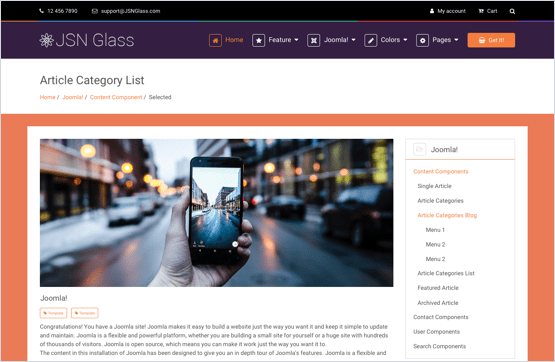 12 456 7890 support@JSNGlass.com My account Cart
JSN Glass Home Feature Joomla! Colors Pages Get It!
Article Category List
Home / Joomla! / Content Component / Selected
Joomla!
Content Components
Single Article
Article Categories
Article Categories Blog
Menu 1
Menu 2
Menu 2
Article Categories List
Featured Article
Archived Article
Contact Components
User Components
Search Components
Joomla!
Template Template
Congratulations! You have a Joomla site! Joomla makes it easy to build a website just the way you want it and keep it simple to update
and maintain. Joomla is a flexible and powerful platform, whether you are building a small site for yourself or a huge site with hundreds
of thousands of visitors. Joomla is open source, which means you can make it work just the way you want it to.
The content in this installation of Joomla has been designed to give you an in depth tour of Joomla's features. Joomla is a flexible and